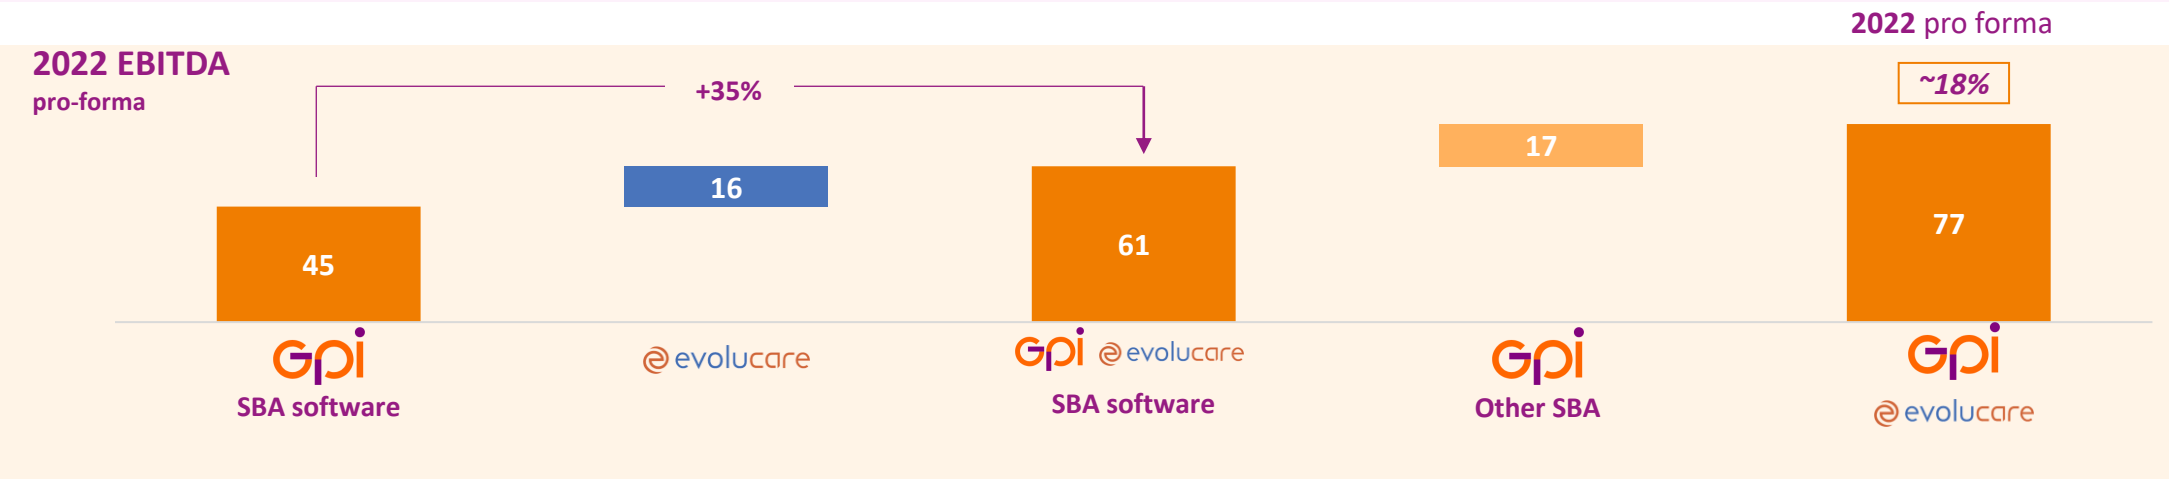 2022 pro forma
2022 EBITDA
pro-forma
+35%
~18%
45
16
61
17
77
Gpi
SBA software
evolucare
Gpi evolucare
SBA software
Gpi
Other SBA
Gpi
evolucare